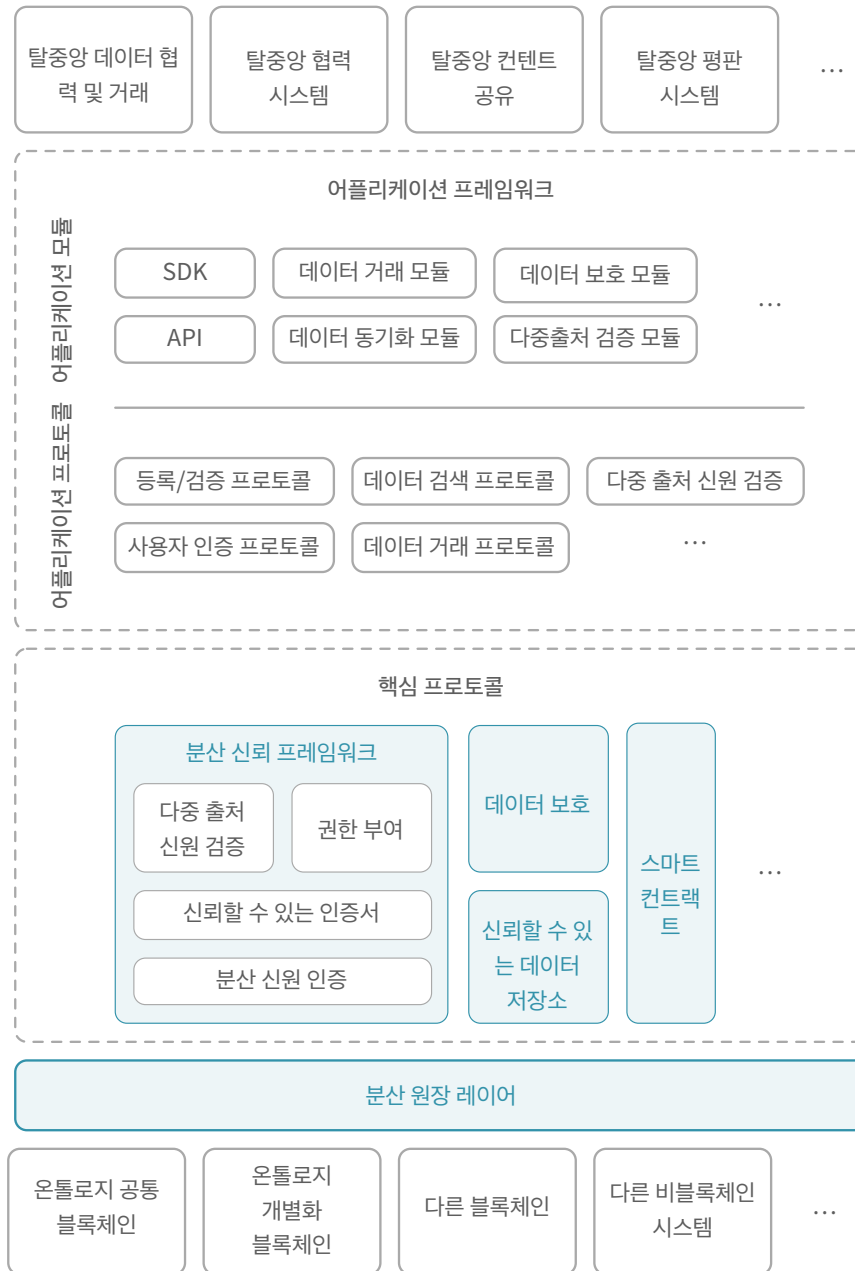 탈중앙 데이터 협
력 및 거래
탈중앙 협력
시스템
탈중앙 컨텐트
공유
탈중앙 평판
시스템
…
어플리케이션 프레임워크
어플리케이션 모듈
SDK
데이터 거래 모듈
데이터 보호 모듈
…
API
데이터 동기화 모듈
다중출처 검증 모듈
어플리케이션 프로토콜
등록/검증 프로토콜
데이터 검색 프로토콜
다중 출처 신원 검증
사용자 인증 프로토콜
데이터 거래 프로토콜
…
핵심 프로토콜
분산 신뢰 프레임워크
다중 출처
신원 검증
권한 부여
신뢰할 수 있는 인증서
분산 신원 인증
데이터 보호
신뢰할 수 있
는 데이터
저장소
스마트
컨트랙
트
…
분산 원장 레이어
온톨로지 공통
블록체인
온톨로지
개별화
블록체인
다른 블록체인
다른 비블록체인
시스템
…